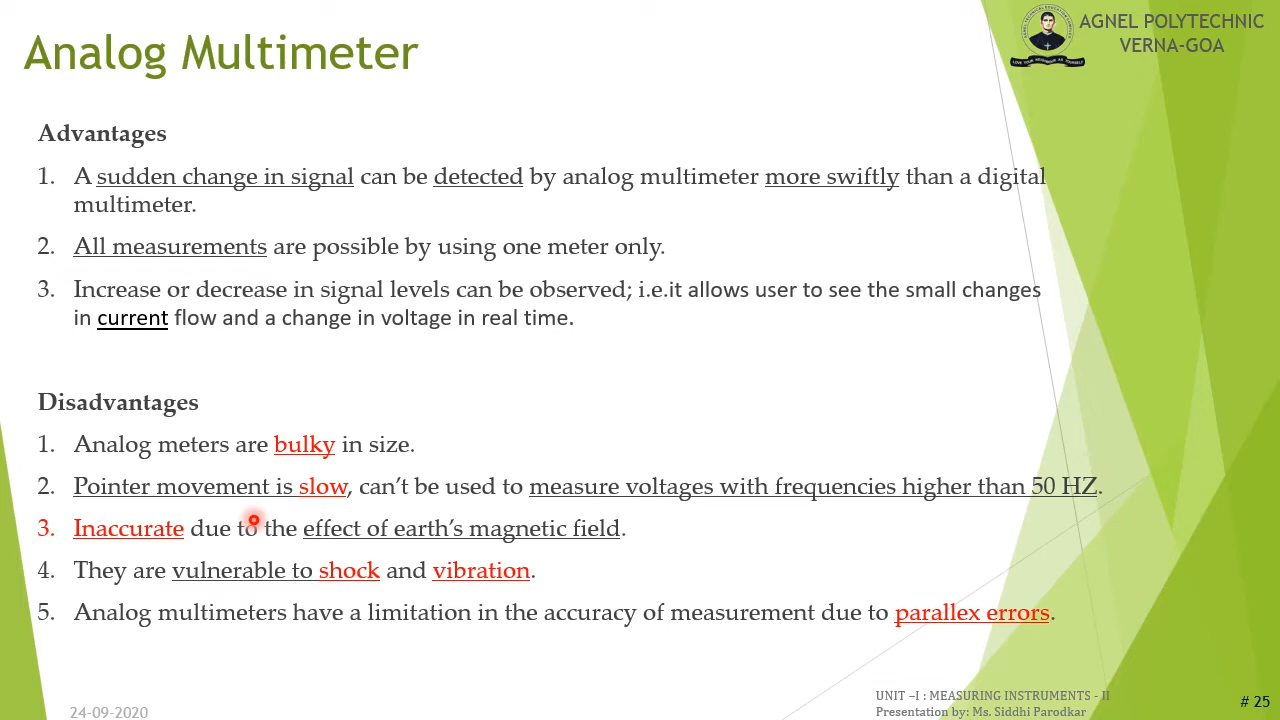 Analog Multimeter
AGNEL POLYTECHNIC
VERNA-GOA
Advantages
1. A sudden change in signal can be detected by analog multimeter more swiftly than a digital
multimeter.
2. All measurements are possible by using one meter only.
3. Increase or decrease in signal levels can be observed; i.e.it allows user to see the small changes
in current flow and a change in voltage in real time.
Disadvantages
1. Analog meters are bulky in size.
2. Pointer movement is slow, can't be used to measure voltages with frequencies higher than 50 HZ.
3. Inaccurate due to the effect of earth's magnetic field.
4. They are vulnerable to shock and vibration.
5. Analog multimeters have a limitation in the accuracy of measurement due to parallex errors.
24-09-2020
UNIT –I : MEASURING INSTRUMENTS - II
Presentation by: Ms. Siddhi Parodkar
# 25